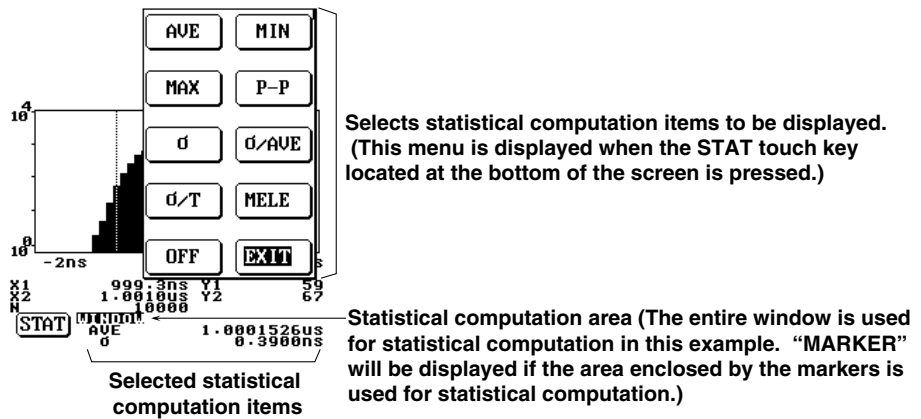 AVE MIN
MAX P-P
σ σ/AVE
σ/T MELE
OFF EXIT
10^4
10^0
-2ns s
X1 999.3ns Y1 59
X2 1.0010us Y2 67
N 10000
STAT WINDOW
AVE 1.0001526us
σ 0.3900ns
Selects statistical computation items to be displayed.
(This menu is displayed when the STAT touch key
located at the bottom of the screen is pressed.)
Statistical computation area (The entire window is used
for statistical computation in this example. “MARKER”
will be displayed if the area enclosed by the markers is
used for statistical computation.)
Selected statistical
computation items